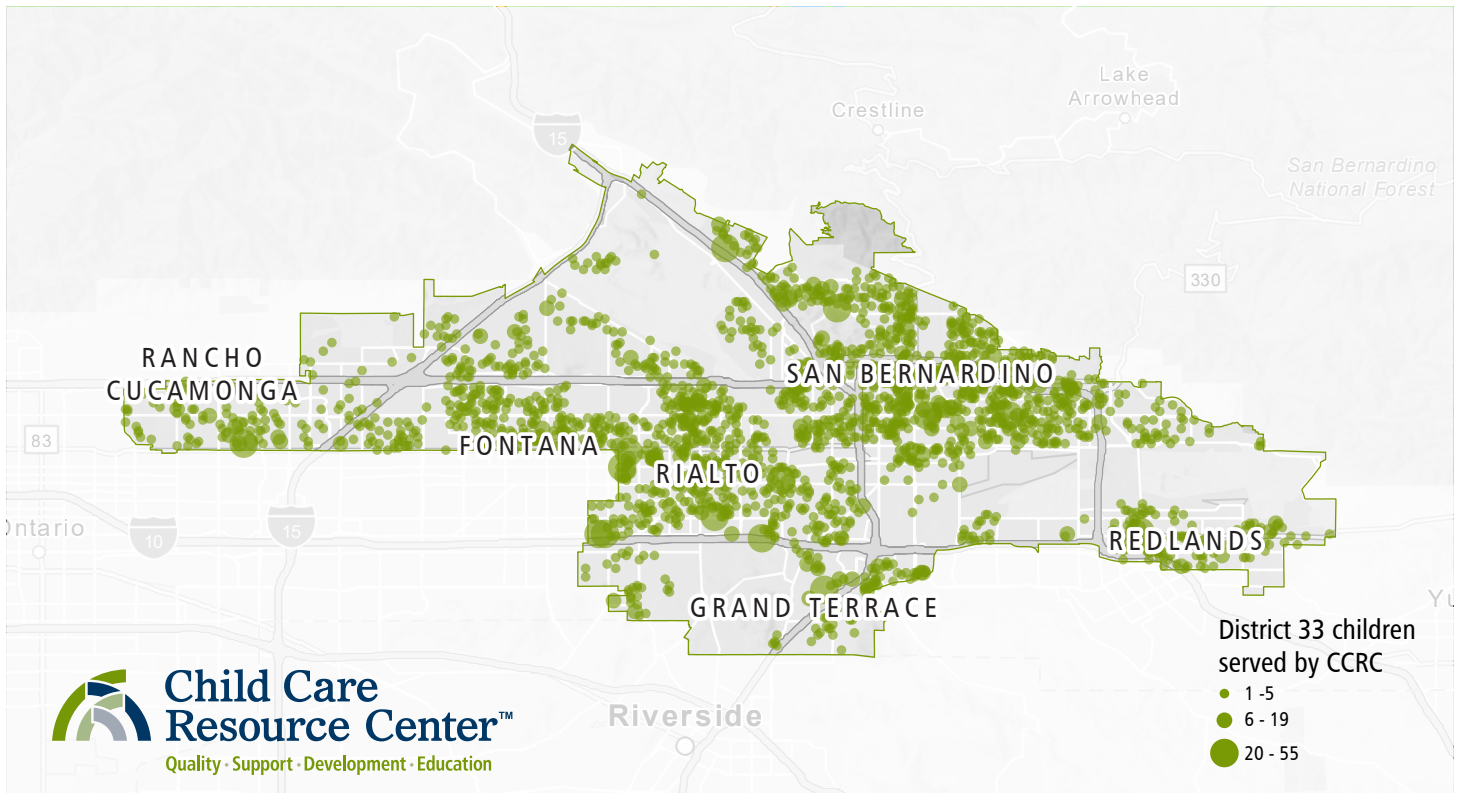 Lake
Arrowhead
Crestline
15
San Bernardino
National Forest
330
RANCHO
CUCAMONGA
SAN BERNARDINO
83
FONTANA
RIALTO
Ontario
10
15
REDLANDS
GRAND TERRACE
Riverside
District 33 children
served by CCRC
1 -5
6 - 19
20 - 55
Child Care
Resource Center™
Quality · Support · Development · Education